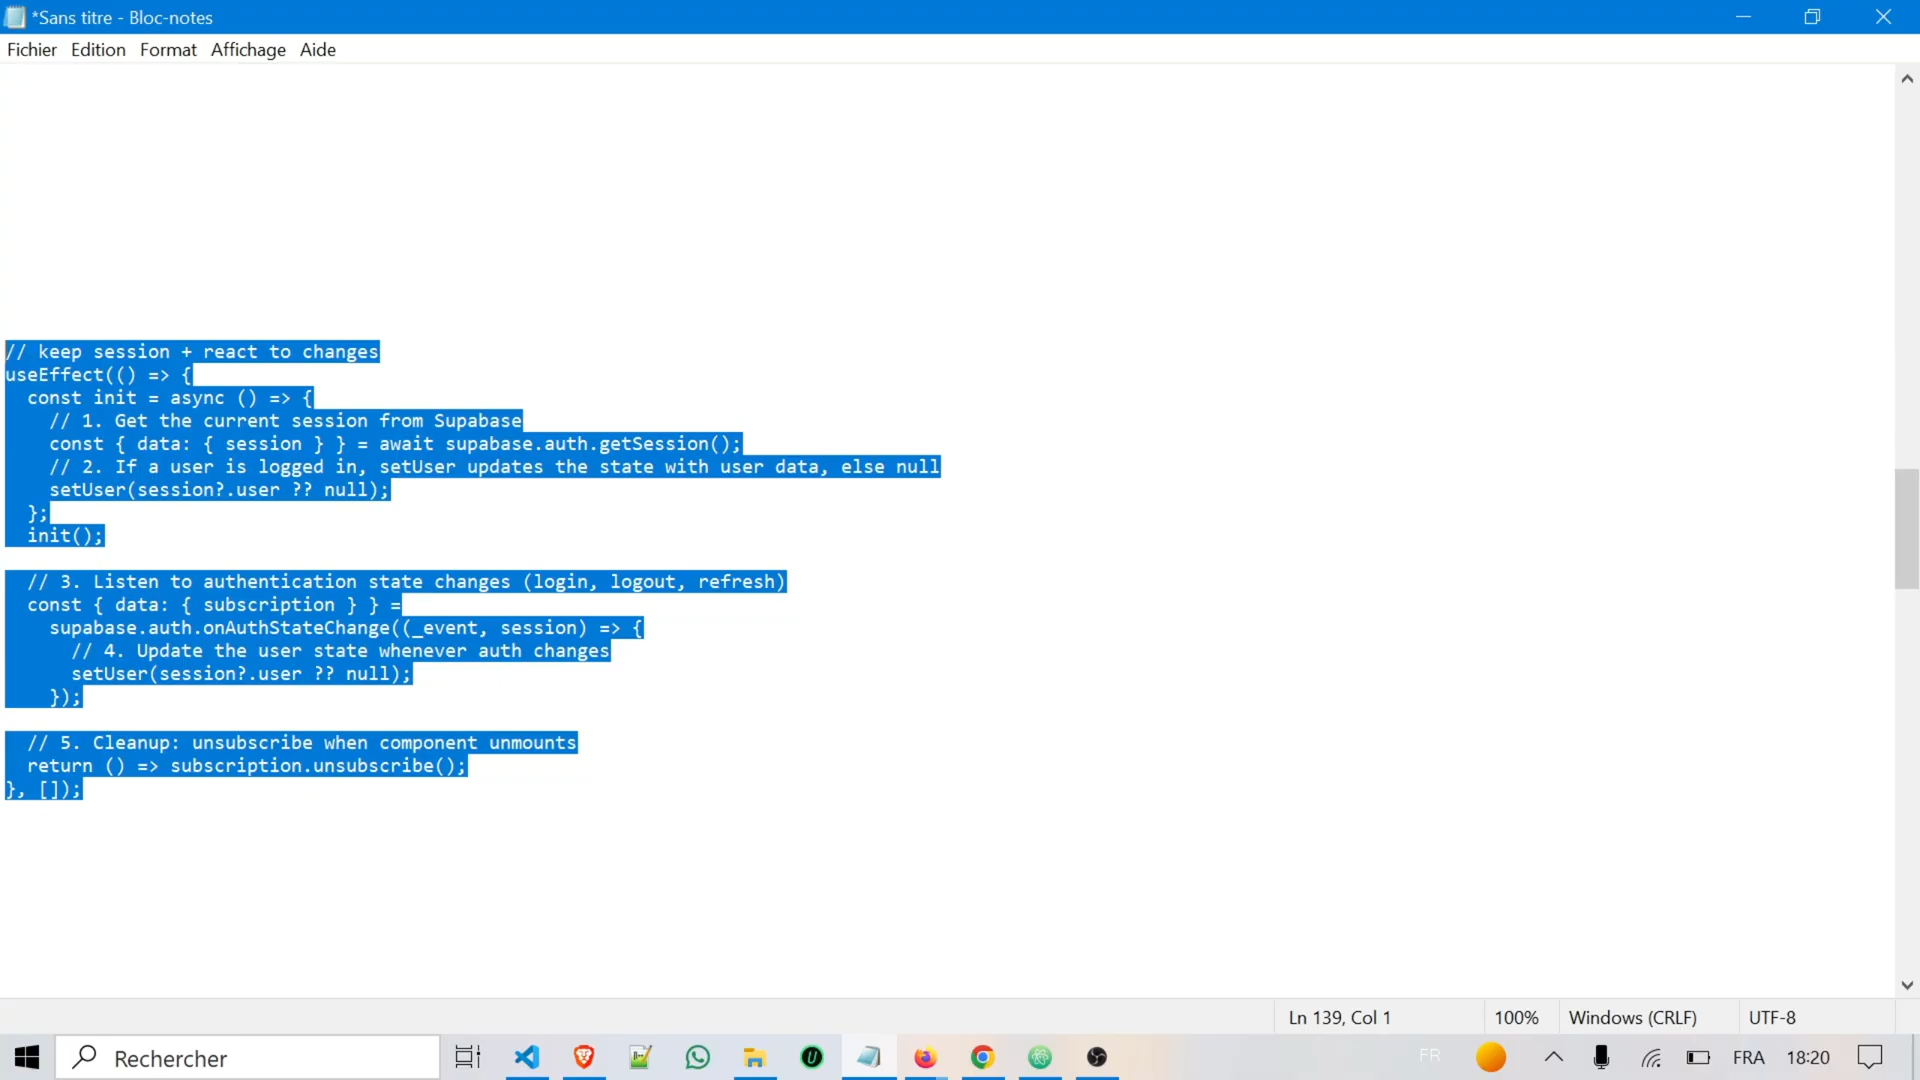 *Sans titre - Bloc-notes
Fichier Edition Format Affichage Aide
// keep session + react to changes
useEffect(() => {
  const init = async () => {
    // 1. Get the current session from Supabase
    const { data: { session } } = await supabase.auth.getSession();
    // 2. If a user is logged in, setUser updates the state with user data, else null
    setUser(session?.user ?? null);
  };
  init();
  // 3. Listen to authentication state changes (login, logout, refresh)
  const { data: { subscription } } =
    supabase.auth.onAuthStateChange((_event, session) => {
      // 4. Update the user state whenever auth changes
      setUser(session?.user ?? null);
    });
  // 5. Cleanup: unsubscribe when component unmounts
  return () => subscription.unsubscribe();
}, []);
Ln 139, Col 1 100% Windows (CRLF) UTF-8
Rechercher FR FRA 18:20